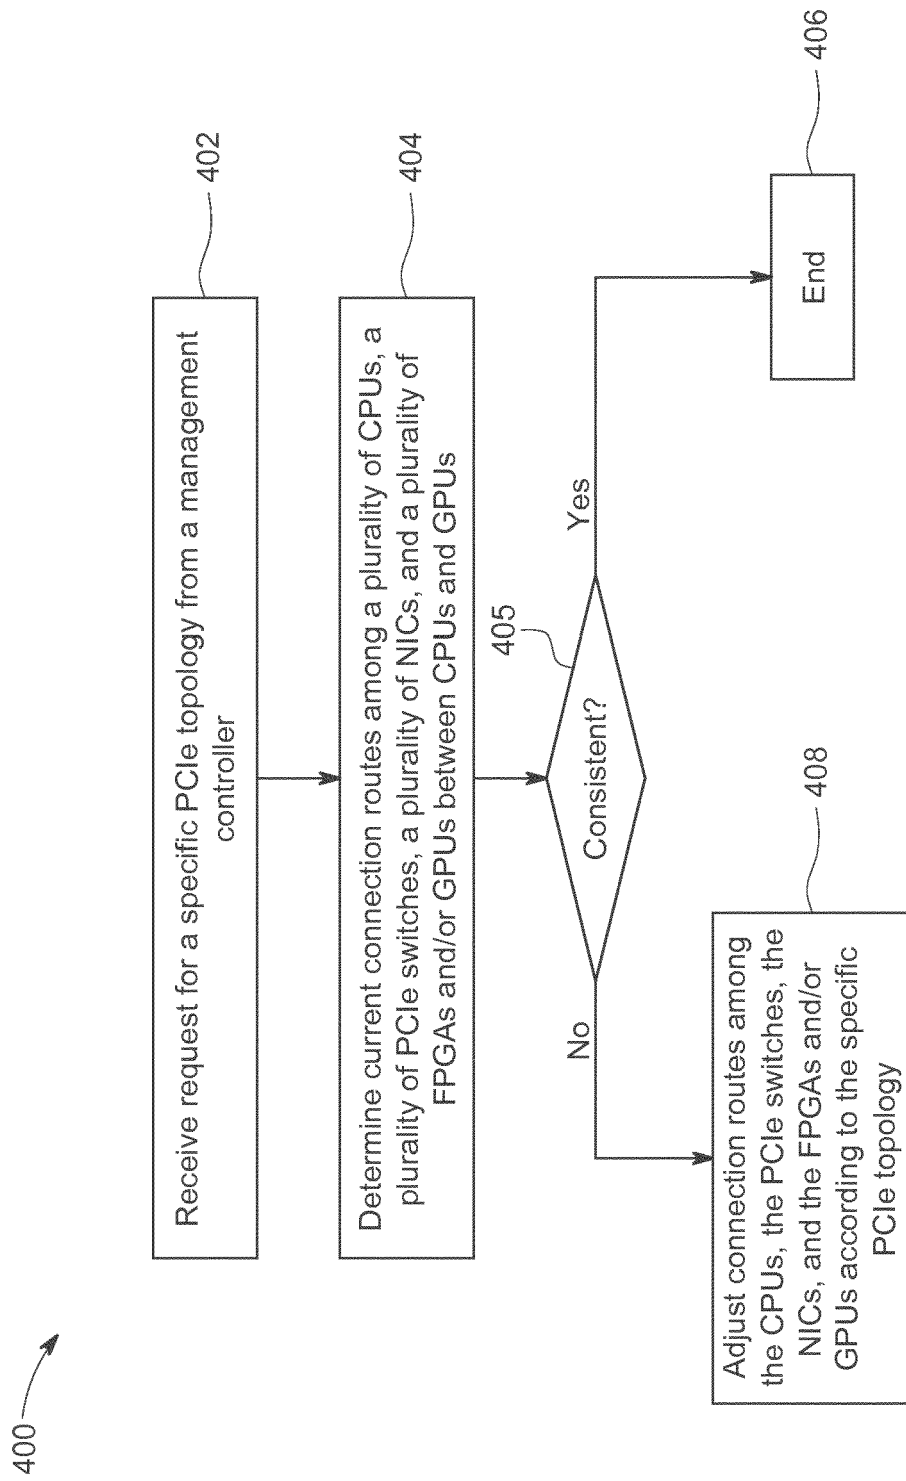 400
402
Receive request for a specific PCIe topology from a management
controller
404
Determine current connection routes among a plurality of CPUs, a
plurality of PCIe switches, a plurality of NICs, and a plurality of
FPGAs and/or GPUs between CPUs and GPUs
405
Consistent?
No
Yes
408
Adjust connection routes among
the CPUs, the PCIe switches, the
NICs, and the FPGAs and/or
GPUs according to the specific
PCIe topology
406
End